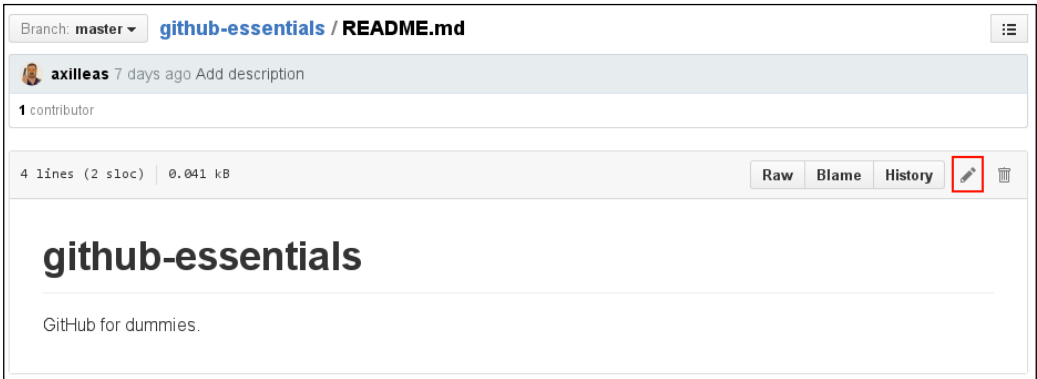 Branch: master github-essentials / README.md
axilleas 7 days ago Add description
1 contributor
4 lines (2 sloc) 0.041 kB Raw Blame History
github-essentials
GitHub for dummies.